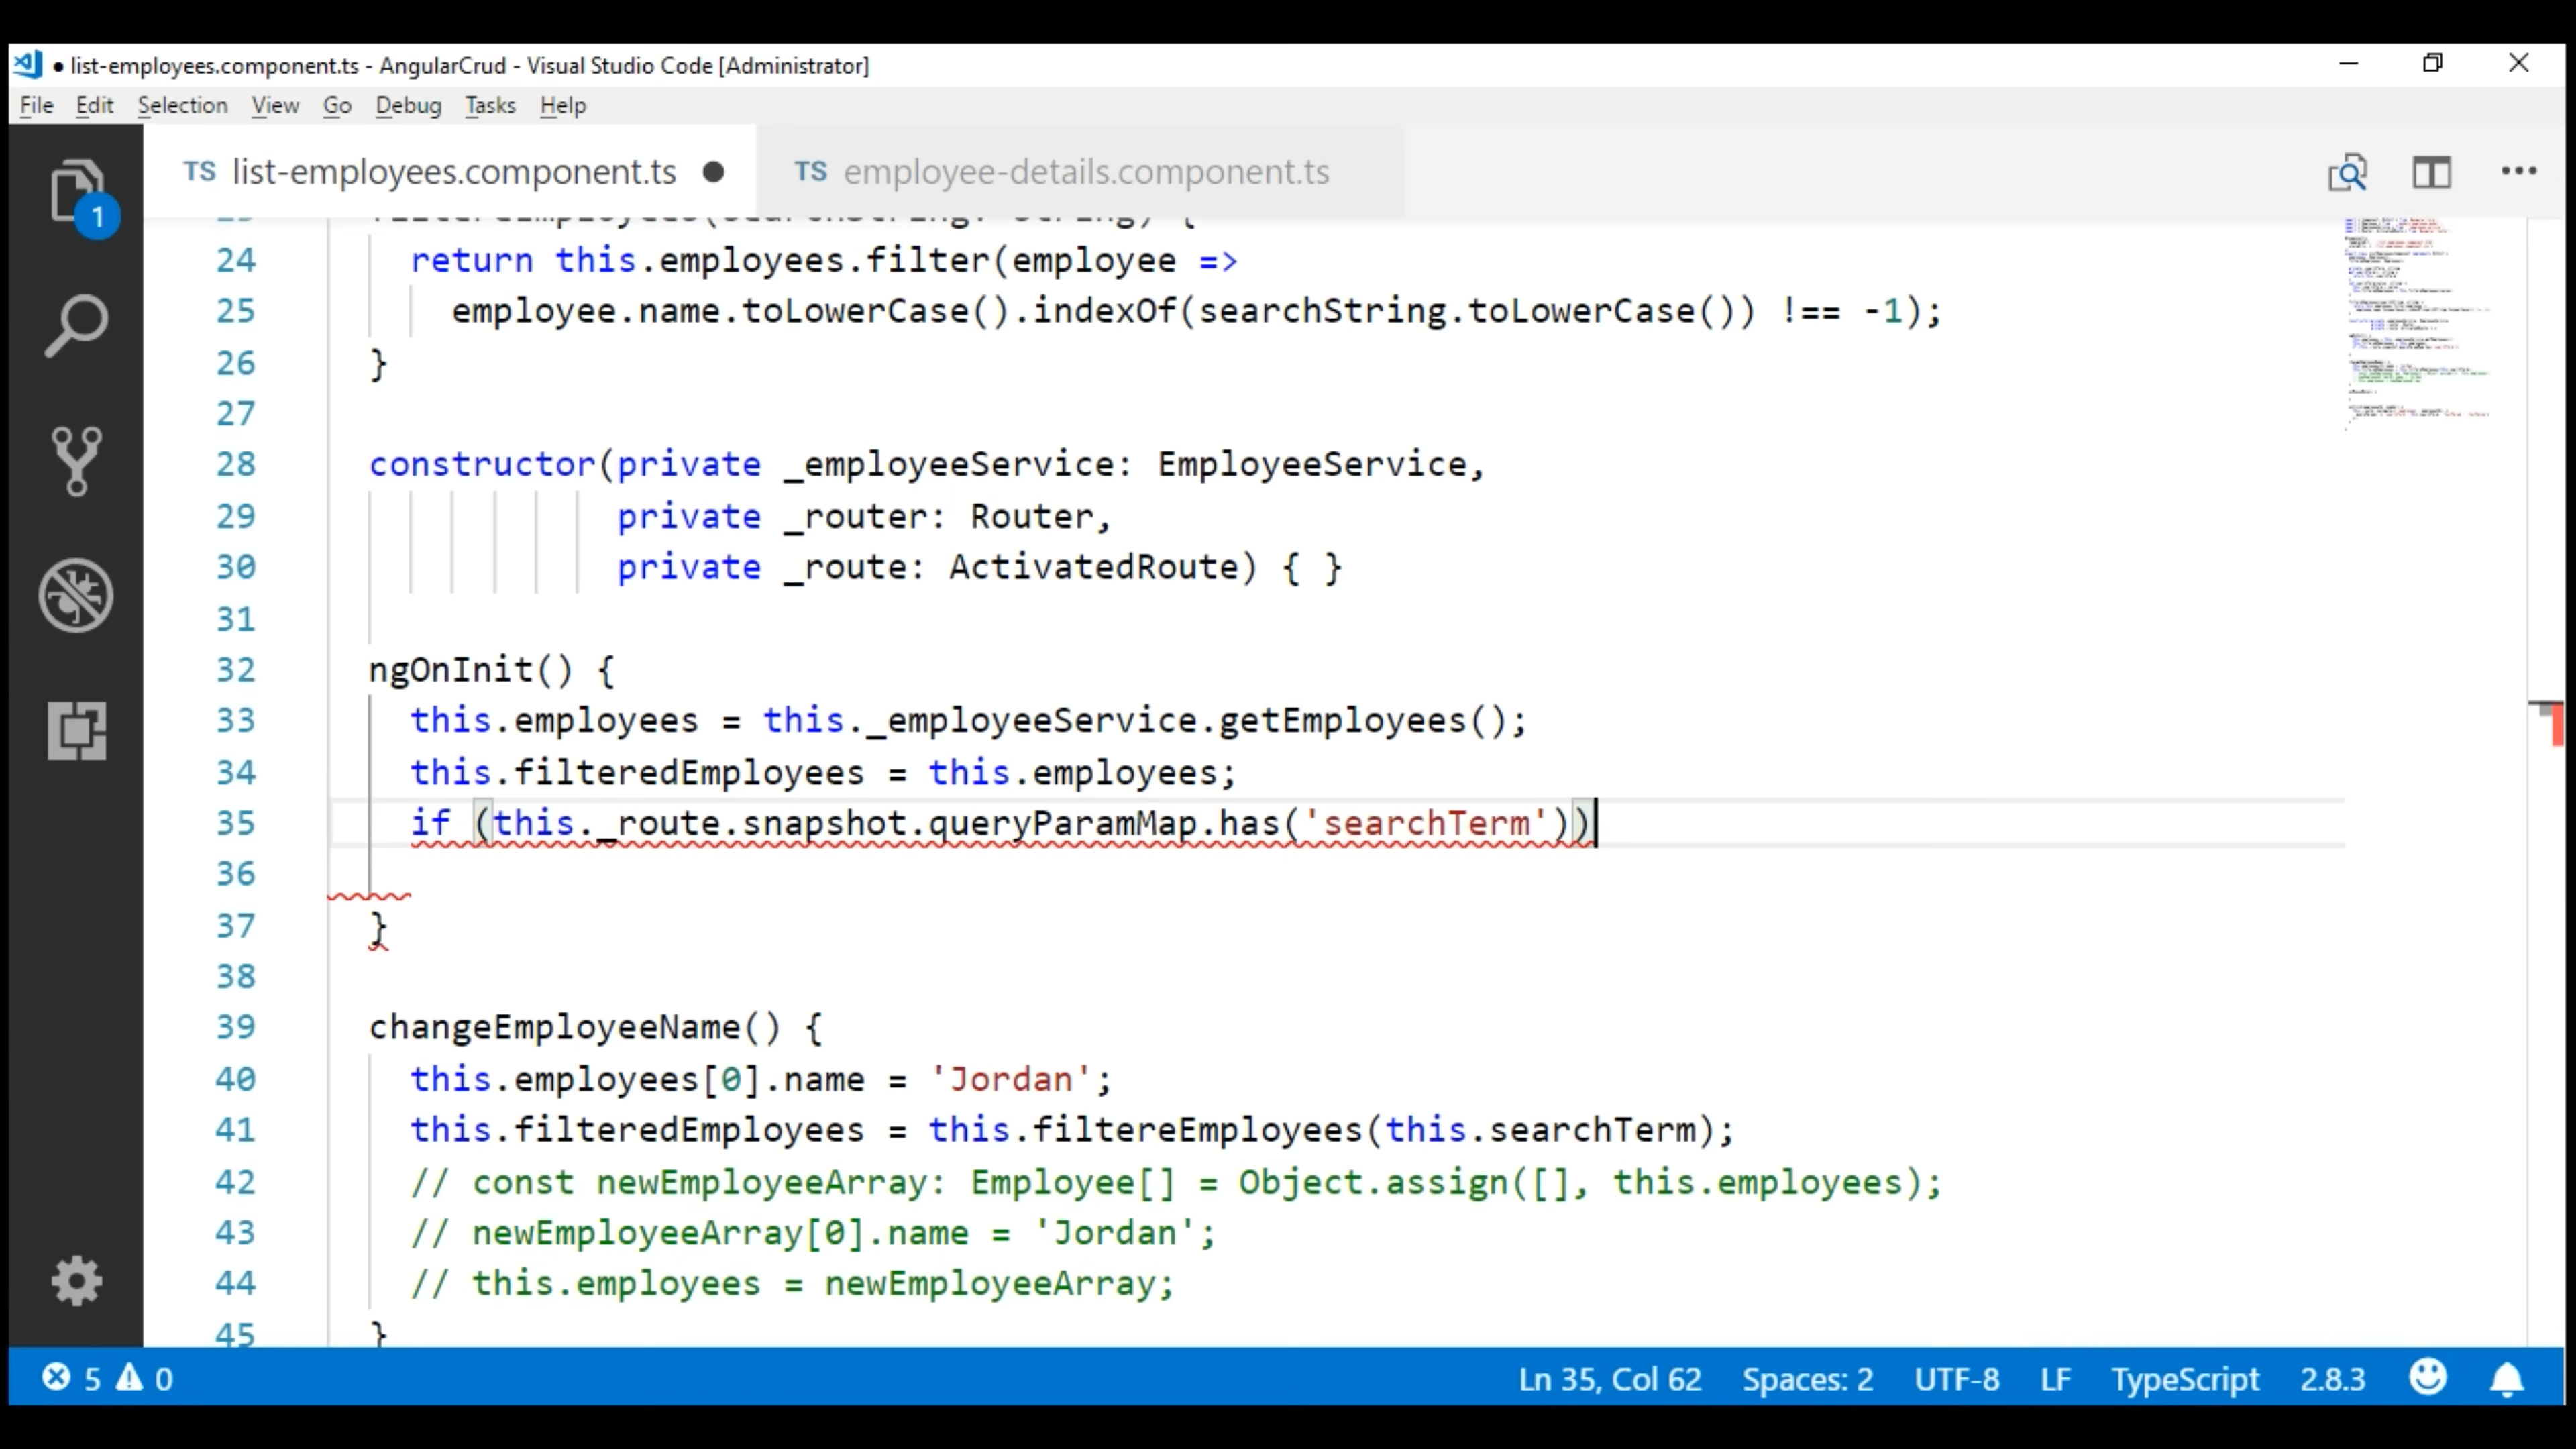 list-employees.component.ts - AngularCrud - Visual Studio Code [Administrator]
File Edit Selection View Go Debug Tasks Help
TS list-employees.component.ts ● TS employee-details.component.ts
1
24 return this.employees.filter(employee =>
25 employee.name.toLowerCase().indexOf(searchString.toLowerCase()) !== -1);
26 }
27
28 constructor(private _employeeService: EmployeeService,
29 private _router: Router,
30 private _route: ActivatedRoute) { }
31
32 ngOnInit() {
33 this.employees = this._employeeService.getEmployees();
34 this.filteredEmployees = this.employees;
35 if (this._route.snapshot.queryParamMap.has('searchTerm'))
36
37 }
38
39 changeEmployeeName() {
40 this.employees[0].name = 'Jordan';
41 this.filteredEmployees = this.filtereEmployees(this.searchTerm);
42 // const newEmployeeArray: Employee[] = Object.assign([], this.employees);
43 // newEmployeeArray[0].name = 'Jordan';
44 // this.employees = newEmployeeArray;
45 }
5 0 Ln 35, Col 62 Spaces: 2 UTF-8 LF TypeScript 2.8.3